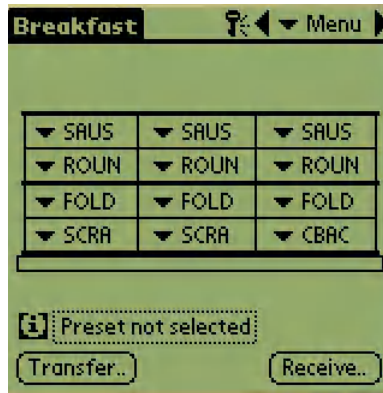 Breakfast Menu
SAUS SAUS SAUS
ROUN ROUN ROUN
FOLD FOLD FOLD
SCRA SCRA CBAC
i Preset not selected
Transfer.. Receive..